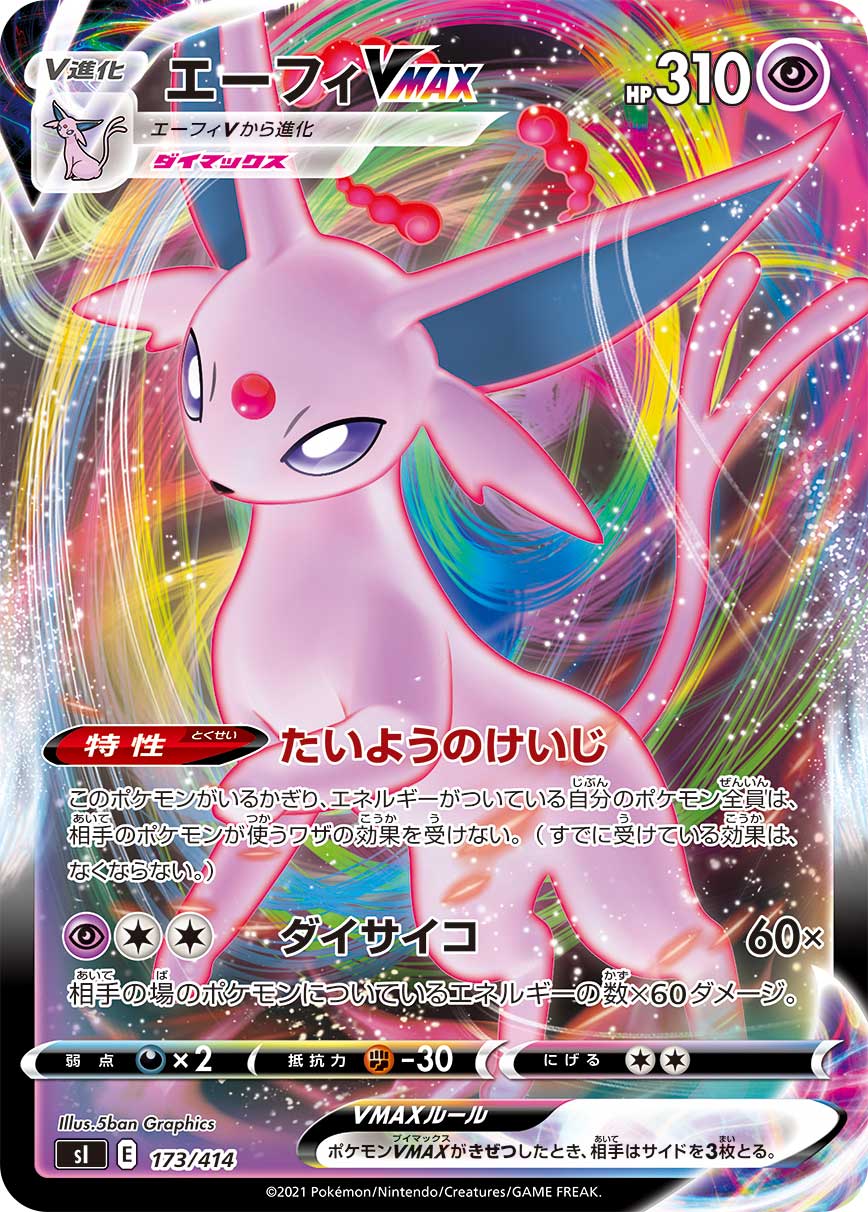 V進化
エーフィVMAX
HP310
エーフィVから進化
ダイマックス
特性
とくせい
たいようのけいじ
このポケモンがいるかぎり、エネルギーがついている自分のポケモン全員は、
相手のポケモンが使うワザの効果を受けない。(すでに受けている効果は、
なくならない。)
ダイサイコ 60×
相手の場のポケモンについているエネルギーの数×60ダメージ。
弱点 ×2 抵抗力 -30 にげる
Illus.5ban Graphics
VMAXルール
ポケモンVMAXがきぜつしたとき、相手はサイドを3枚とる。
sI E 173/414
©2021 Pokémon/Nintendo/Creatures/GAME FREAK.